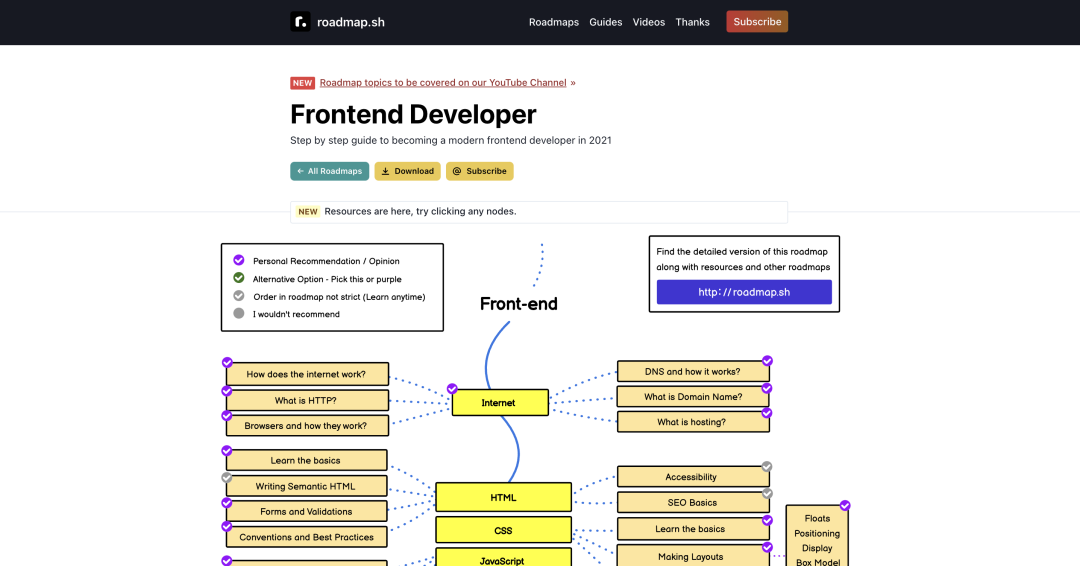 roadmap.sh
Roadmaps Guides Videos Thanks Subscribe
NEW Roadmap topics to be covered on our YouTube Channel »
Frontend Developer
Step by step guide to becoming a modern frontend developer in 2021
← All Roadmaps Download @ Subscribe
NEW Resources are here, try clicking any nodes.
Personal Recommendation / Opinion
Alternative Option - Pick this or purple
Order in roadmap not strict (Learn anytime)
I wouldn't recommend
Find the detailed version of this roadmap
along with resources and other roadmaps
http://roadmap.sh
Front-end
How does the internet work?
What is HTTP?
Browsers and how they work?
Internet
DNS and how it works?
What is Domain Name?
What is hosting?
Learn the basics
Writing Semantic HTML
Forms and Validations
Conventions and Best Practices
HTML
CSS
JavaScript
Accessibility
SEO Basics
Learn the basics
Making Layouts
Floats
Positioning
Display
Box Model